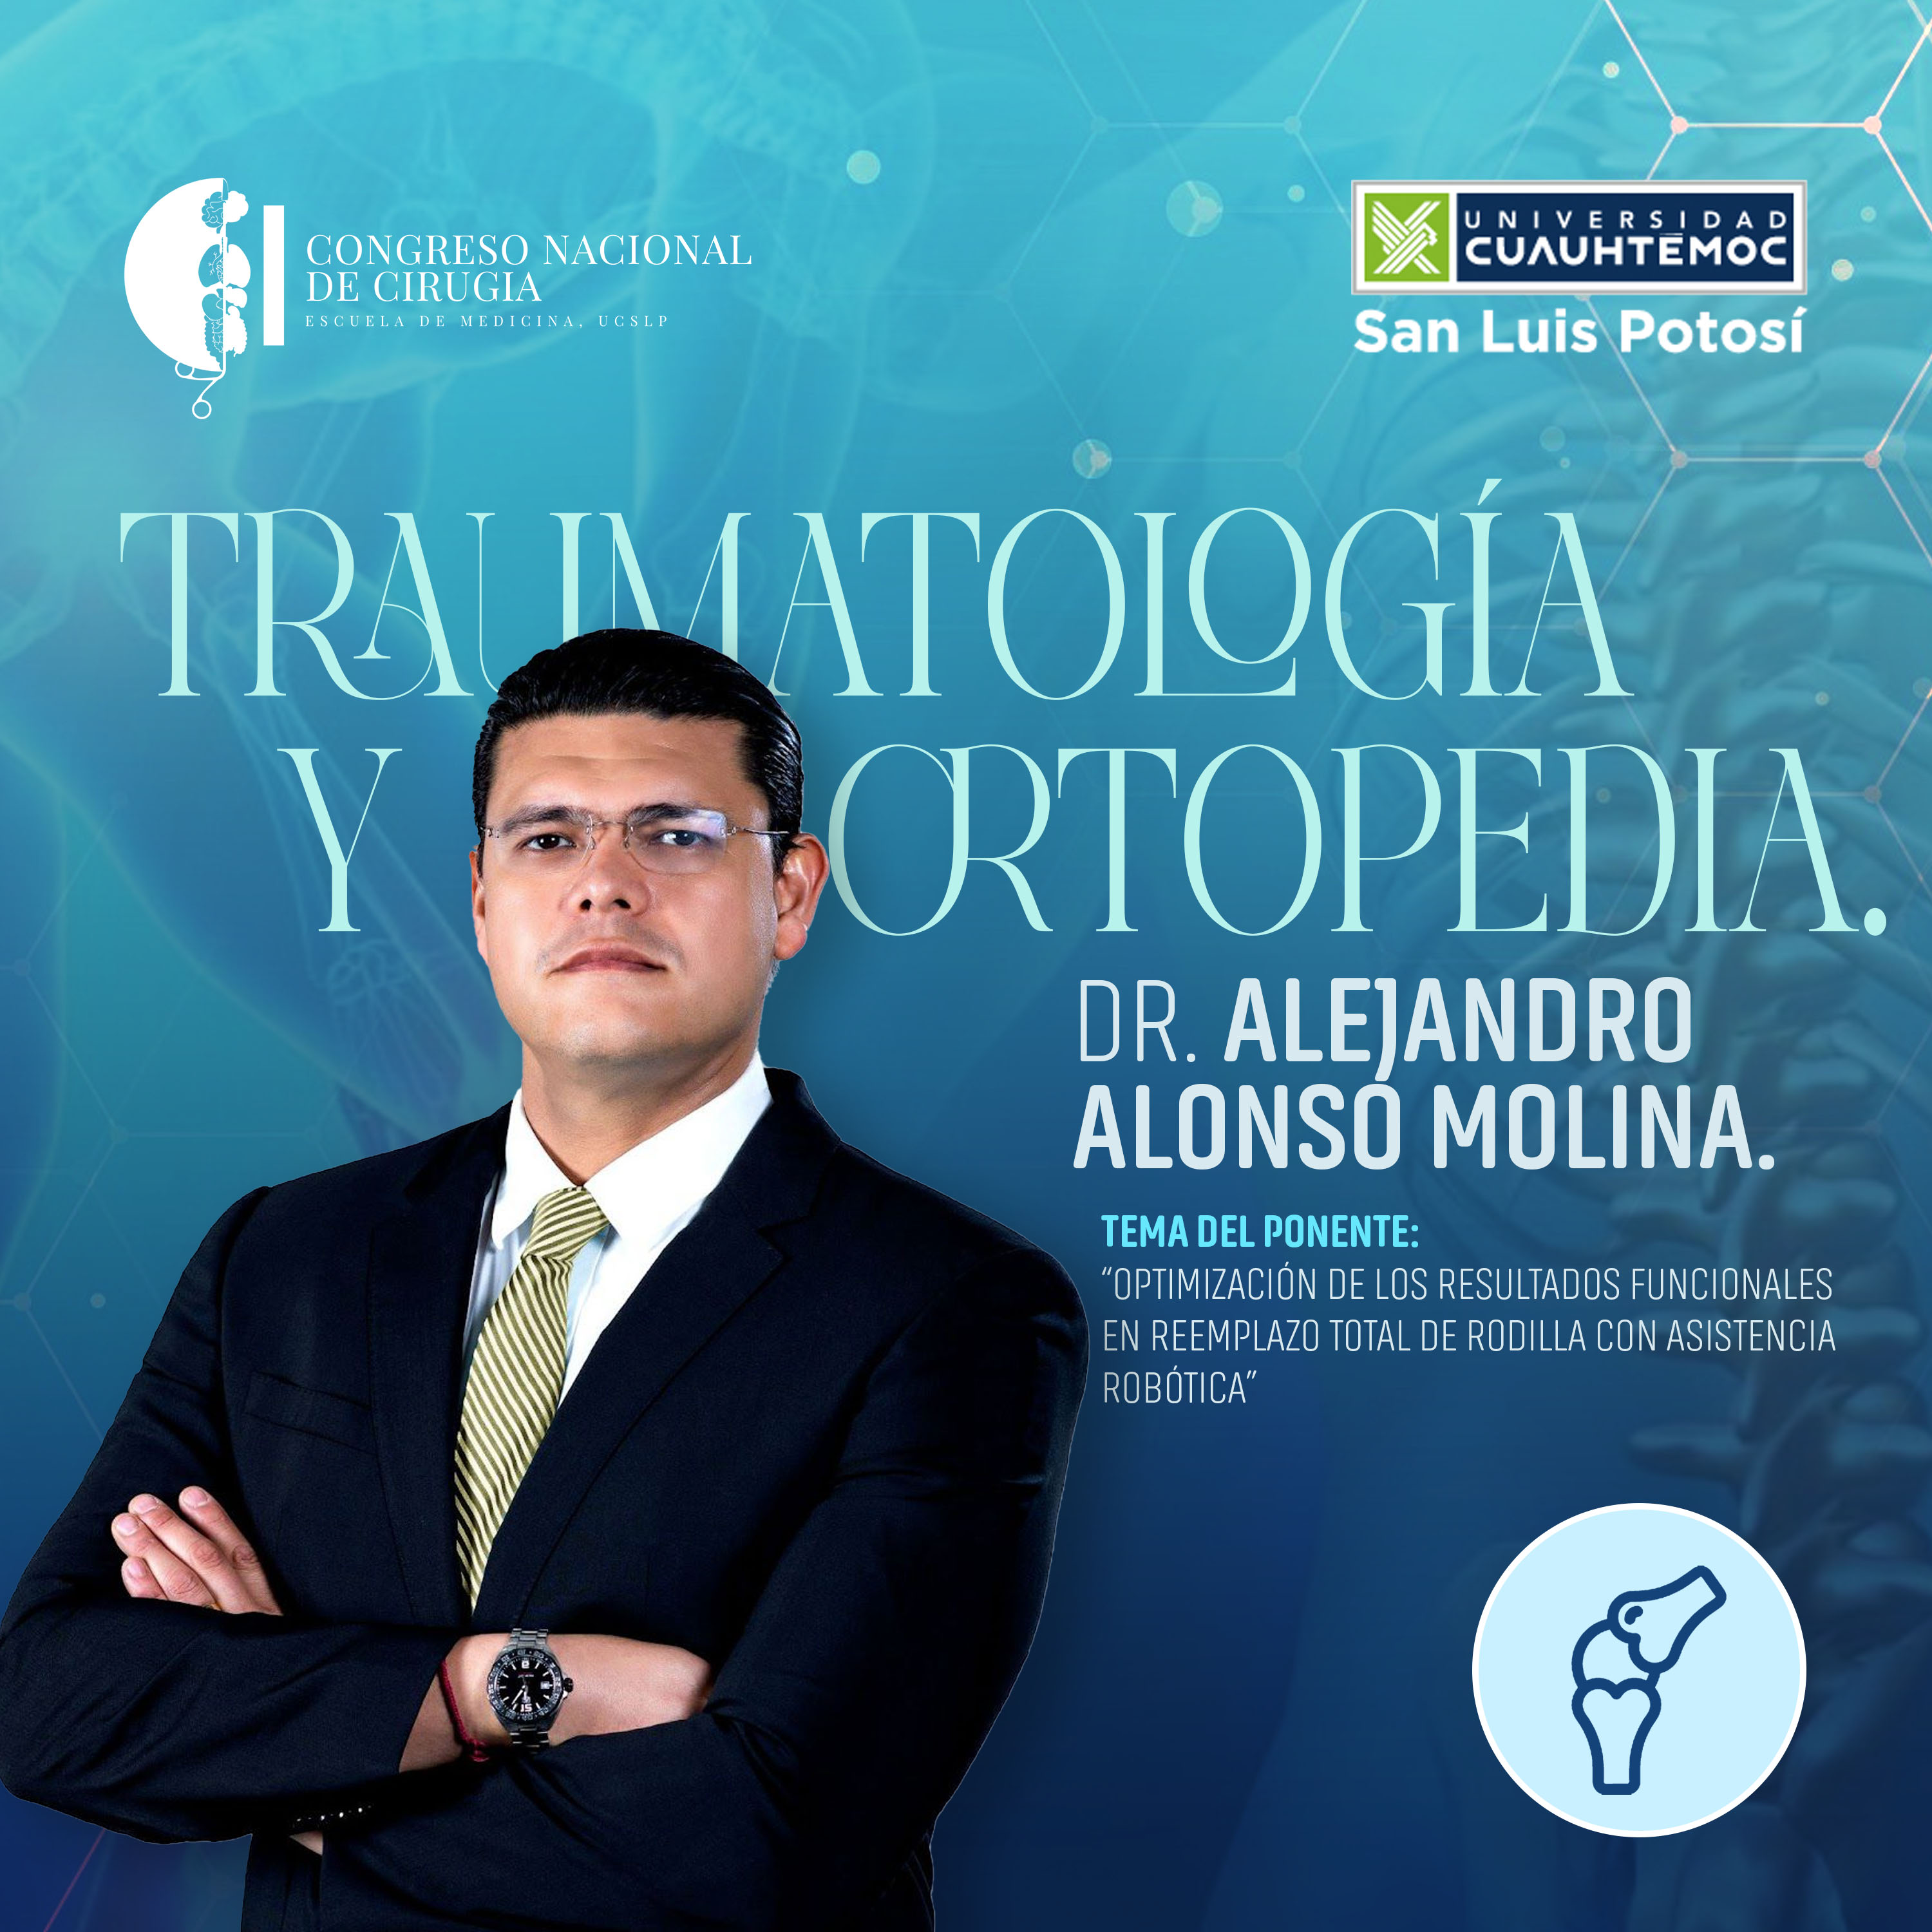 CONGRESO NACIONAL
DE CIRUGIA
ESCUELA DE MEDICINA, UCSLP
UNIVERSIDAD
CUAUHTÉMOC
San Luis Potosí
TRAUMATOLOGÍA
Y ORTOPEDIA.
DR. ALEJANDRO
ALONSO MOLINA.
TEMA DEL PONENTE:
“OPTIMIZACIÓN DE LOS RESULTADOS FUNCIONALES
EN REEMPLAZO TOTAL DE RODILLA CON ASISTENCIA
ROBÓTICA”